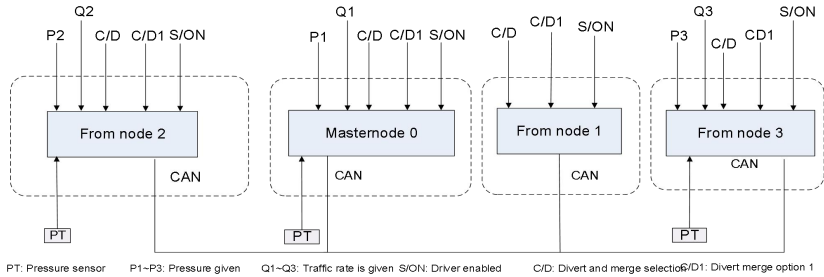 Q2 Q1 Q3
P2 C/D C/D1 S/ON P1 C/D C/D1 S/ON C/D C/D1 S/ON P3 C/D CD1 S/ON
From node 2 Masternode 0 From node 1 From node 3
CAN CAN CAN CAN
PT PT PT
PT: Pressure sensor P1~P3: Pressure given Q1~Q3: Traffic rate is given S/ON: Driver enabled C/D: Divert and merge selection C/D1: Divert merge option 1